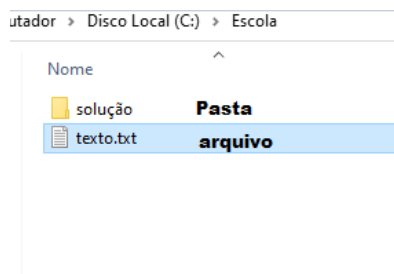 utador > Disco Local (C:) > Escola
Nome
solução Pasta
texto.txt arquivo